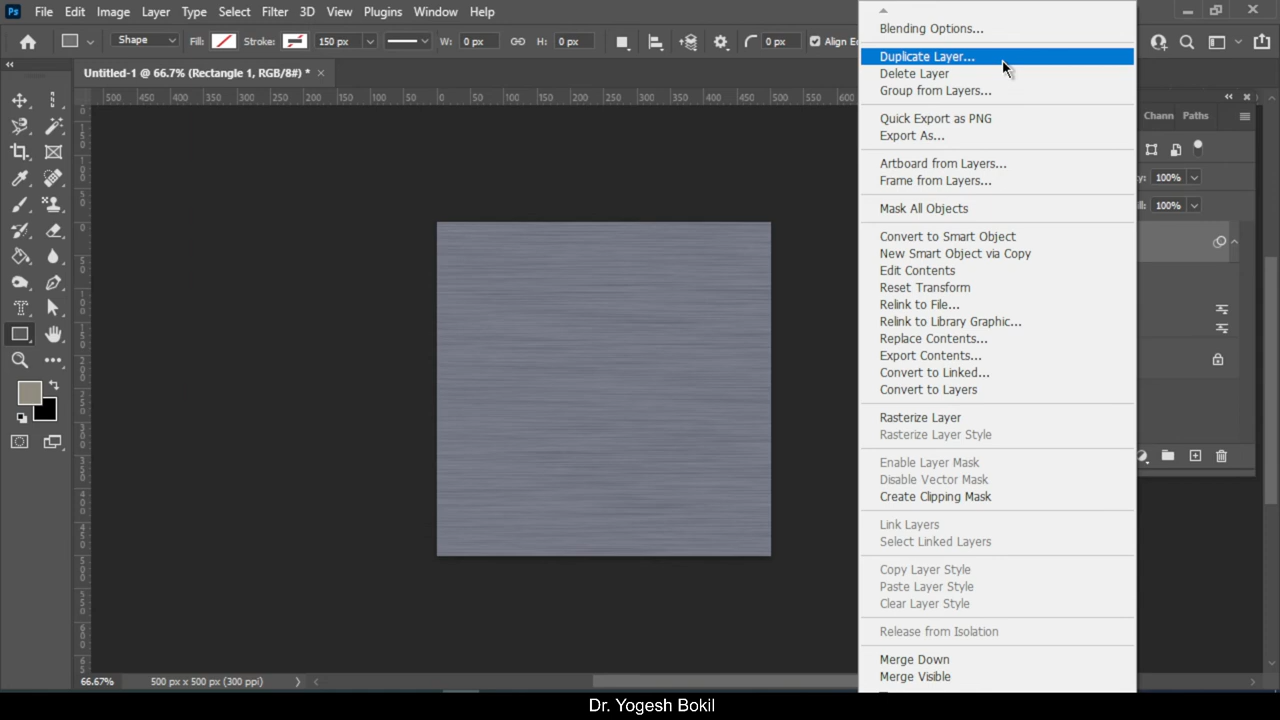 Ps File Edit Image Layer Type Select Filter 3D View Plugins Window Help
Shape Fill: Stroke: 150 px W: 0 px H: 0 px 0 px Align Ed
Untitled-1 @ 66.7% (Rectangle 1, RGB/8#) * ×
500 450 400 350 300 250 200 150 100 50 0 50 100 150 200 250 300 350 400 450 500 550 600
Chann Paths
y: 100%
ll: 100%
Blending Options...
Duplicate Layer...
Delete Layer
Group from Layers...
Quick Export as PNG
Export As...
Artboard from Layers...
Frame from Layers...
Mask All Objects
Convert to Smart Object
New Smart Object via Copy
Edit Contents
Reset Transform
Relink to File...
Relink to Library Graphic...
Replace Contents...
Export Contents...
Convert to Linked...
Convert to Layers
Rasterize Layer
Rasterize Layer Style
Enable Layer Mask
Disable Vector Mask
Create Clipping Mask
Link Layers
Select Linked Layers
Copy Layer Style
Paste Layer Style
Clear Layer Style
Release from Isolation
Merge Down
Merge Visible
66.67% 500 px x 500 px (300 ppi)
Dr. Yogesh Bokil